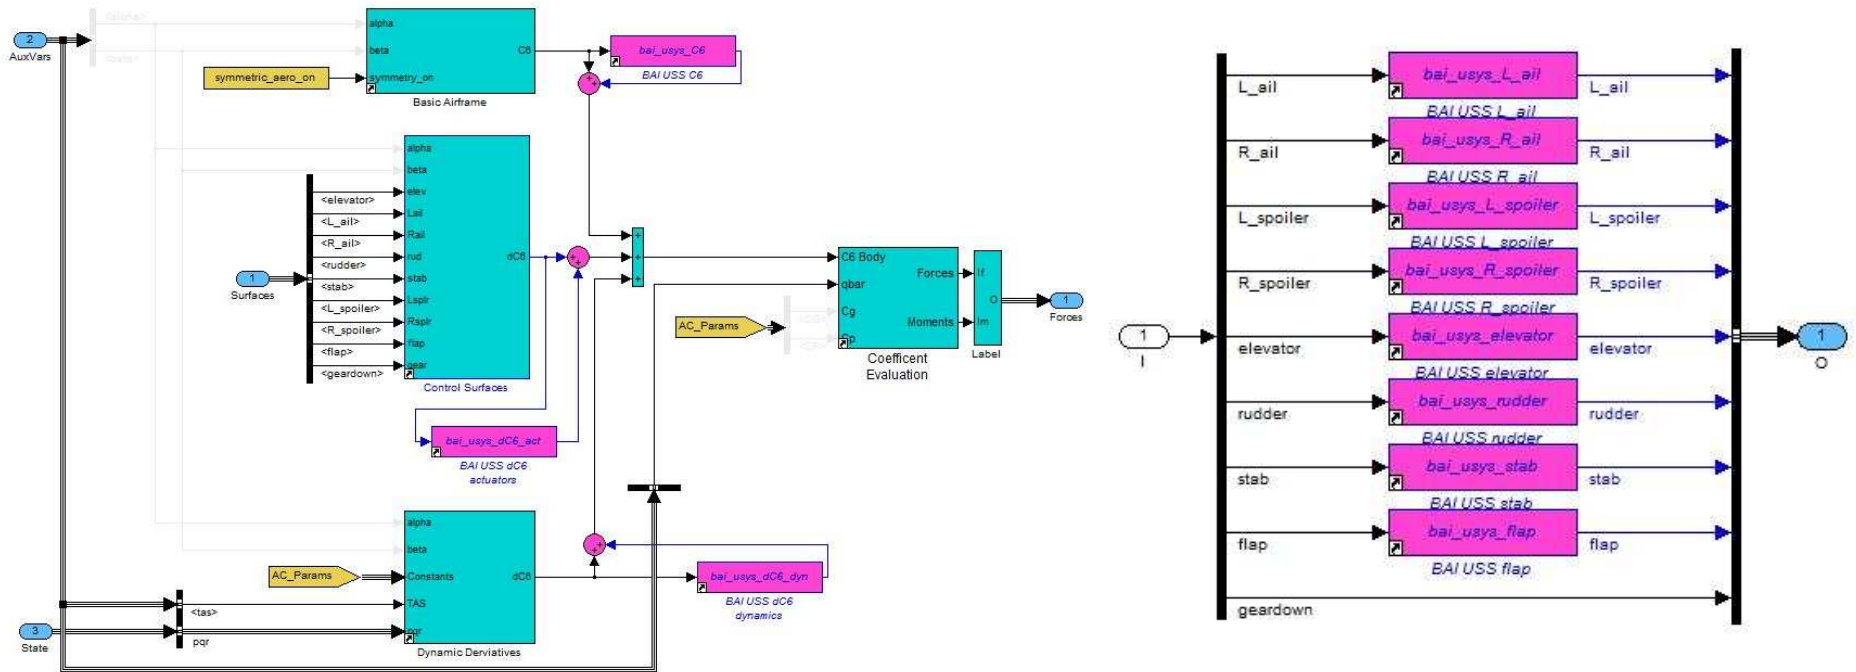 <alpha>
alpha
2
AuxVars
<beta>
beta
C6
bai_usys_C6
BAI USS C6
symmetric_aero_on
symmetry_on
Basic Airframe
alpha
beta
elev
<elevator>
Lail
<L_ail>
Rail
<R_ail>
rud
dC6
<rudder>
1
stab
Surfaces
<stab>
Lsplr
<L_spoiler>
Rsplr
<R_spoiler>
flap
<flap>
gear
<geardown>
Control Surfaces
bai_usys_dC6_act
BAI USS dC6
actuators
C6 Body
Forces
If
qbar
O
1
Forces
AC_Params
Cg
Moments
Im
Label
Coefficent
Evaluation
alpha
beta
AC_Params
Constants
dC6
bai_usys_dC6_dyn
BAI USS dC6
dynamics
TAS
<tas>
3
State
pqr
pqr
Dynamic Derviatives
bai_usys_L_ail
L_ail
L_ail
BAI USS L_ail
bai_usys_R_ail
R_ail
R_ail
BAI USS R_ail
bai_usys_L_spoiler
L_spoiler
L_spoiler
BAI USS L_spoiler
bai_usys_R_spoiler
R_spoiler
R_spoiler
BAI USS R_spoiler
1
I
bai_usys_elevator
elevator
elevator
1
O
BAI USS elevator
bai_usys_rudder
rudder
rudder
BAI USS rudder
bai_usys_stab
stab
stab
BAI USS stab
bai_usys_flap
flap
flap
BAI USS flap
geardown